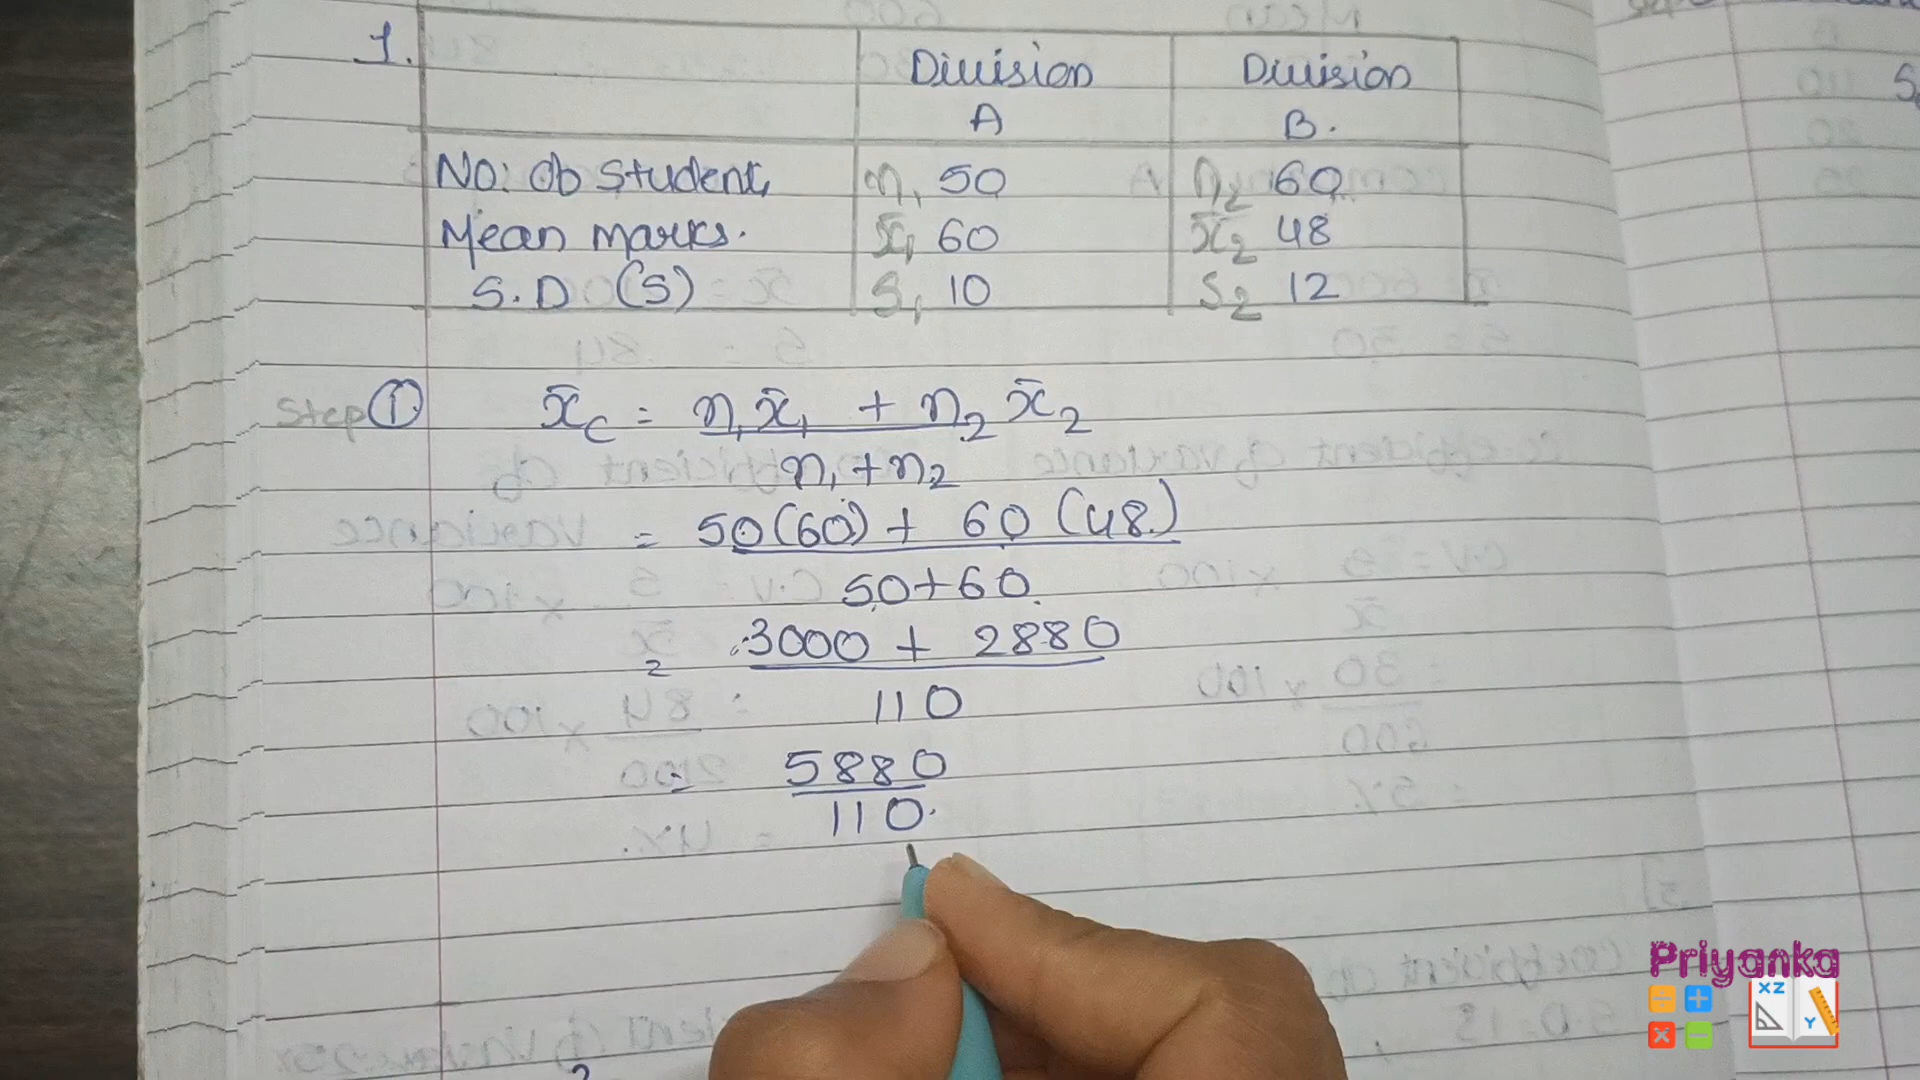 1.
Division Division
A B.
No: of Student, n₁ 50 n₂ 60
Mean marks. x̄₁ 60 x̄₂ 48
S.D (S) S₁ 10 S₂ 12
Step ① x̄c = n₁x̄₁ + n₂x̄₂
n₁+n₂
= 50(60) + 60(48)
50+60
= 3000 + 2880
110
5880
110.
Priyanka
XZ
Y